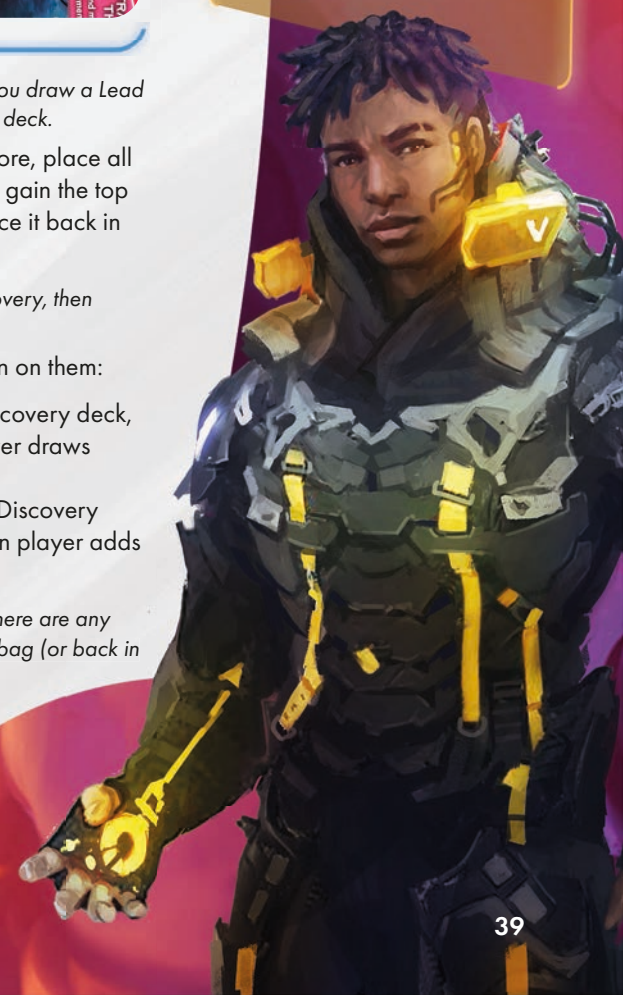 ou draw a Lead
deck.
ore, place all
gain the top
ce it back in
overy, then
n on them:
scovery deck,
er draws
Discovery
n player adds
here are any
bag (or back in
39